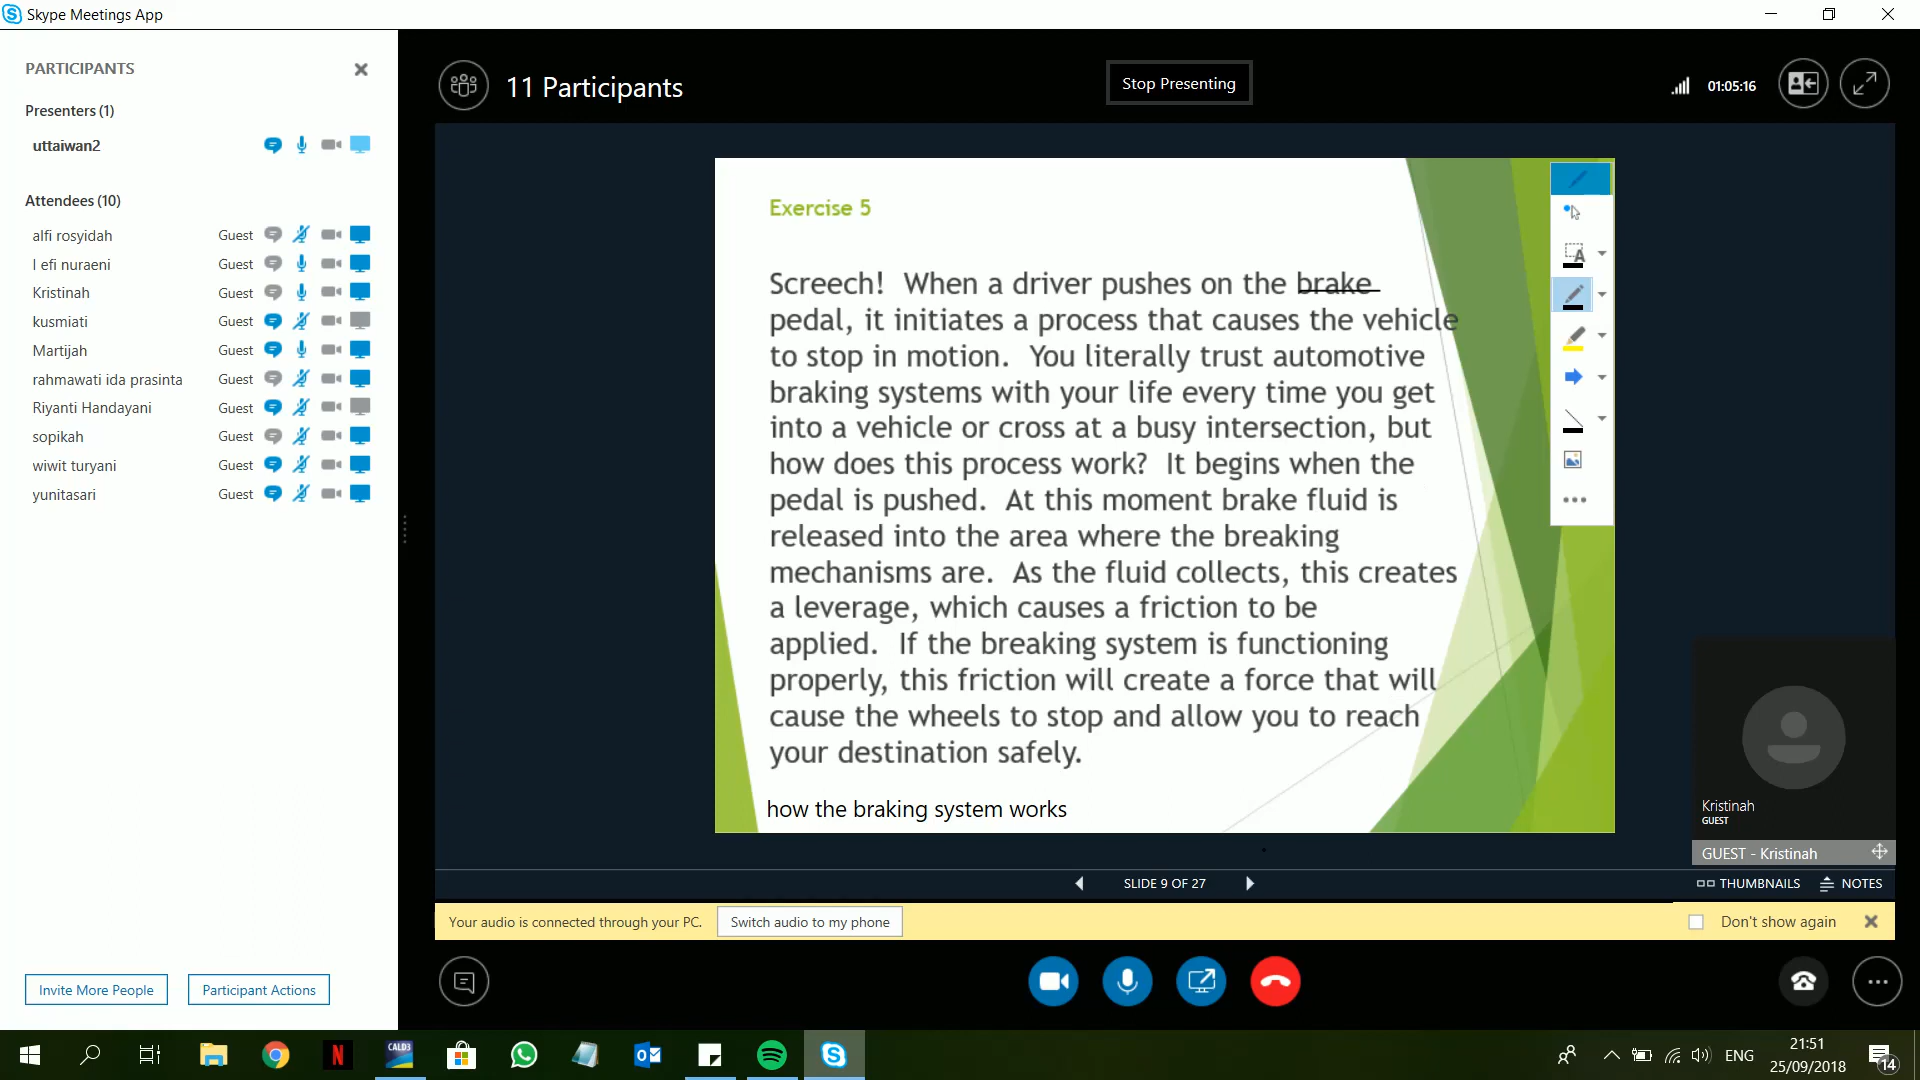 Skype Meetings App
PARTICIPANTS
Presenters (1)
uttaiwan2
Attendees (10)
alfi rosyidah Guest
I efi nuraeni Guest
Kristinah Guest
kusmiati Guest
Martijah Guest
rahmawati ida prasinta Guest
Riyanti Handayani Guest
sopikah Guest
wiwit turyani Guest
yunitasari Guest
Invite More People
Participant Actions
11 Participants
Stop Presenting
01:05:16
Exercise 5
Screech! When a driver pushes on the brake
pedal, it initiates a process that causes the vehicle
to stop in motion. You literally trust automotive
braking systems with your life every time you get
into a vehicle or cross at a busy intersection, but
how does this process work? It begins when the
pedal is pushed. At this moment brake fluid is
released into the area where the breaking
mechanisms are. As the fluid collects, this creates
a leverage, which causes a friction to be
applied. If the breaking system is functioning
properly, this friction will create a force that will
cause the wheels to stop and allow you to reach
your destination safely.
how the braking system works
A
Kristinah
GUEST
GUEST - Kristinah
SLIDE 9 OF 27
THUMBNAILS
NOTES
Your audio is connected through your PC.
Switch audio to my phone
Don't show again
N
CALD3
ENG
21:51
25/09/2018
14